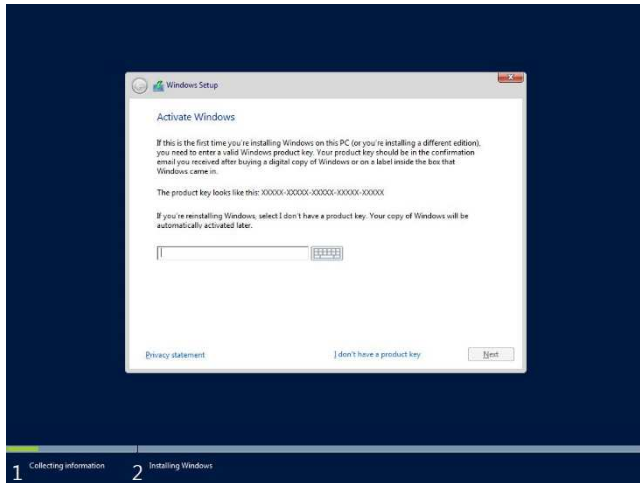 Windows Setup
Activate Windows
If this is the first time you're installing Windows on this PC (or you're installing a different edition),
you need to enter a valid Windows product key. Your product key should be in the confirmation
email you received after buying a digital copy of Windows or on a label inside the box that
Windows came in.
The product key looks like this: XXXXX-XXXXX-XXXXX-XXXXX-XXXXX
If you're reinstalling Windows, select I don't have a product key. Your copy of Windows will be
automatically activated later.
Privacy statement
I don't have a product key
Next
1 Collecting information
2 Installing Windows